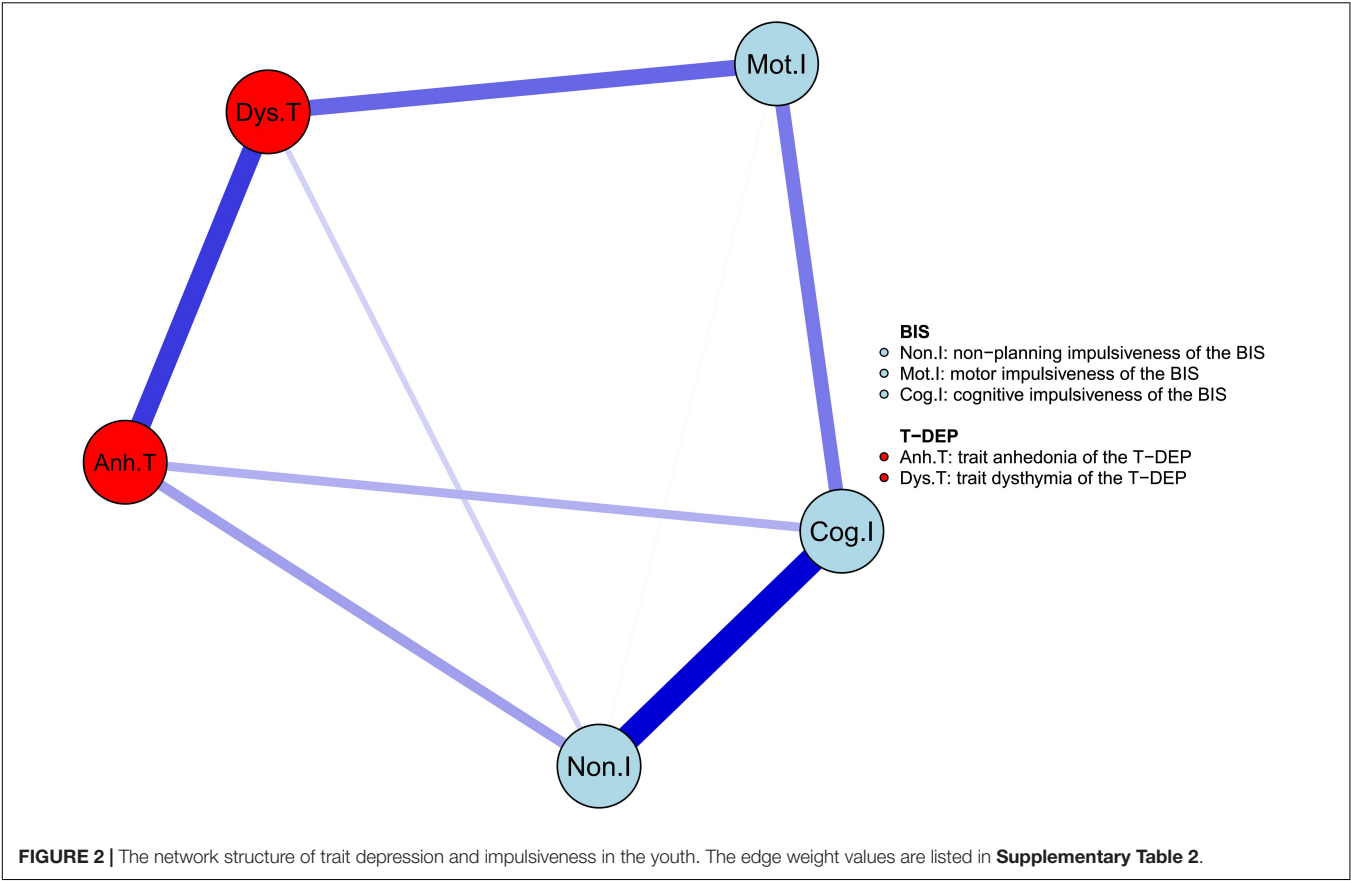 Mot.I
Dys.T
BIS
Non.I: non−planning impulsiveness of the BIS
Mot.I: motor impulsiveness of the BIS
Cog.I: cognitive impulsiveness of the BIS
T−DEP
Anh.T: trait anhedonia of the T−DEP
Dys.T: trait dysthymia of the T−DEP
Anh.T
Cog.I
Non.I
FIGURE 2 | The network structure of trait depression and impulsiveness in the youth. The edge weight values are listed in Supplementary Table 2.